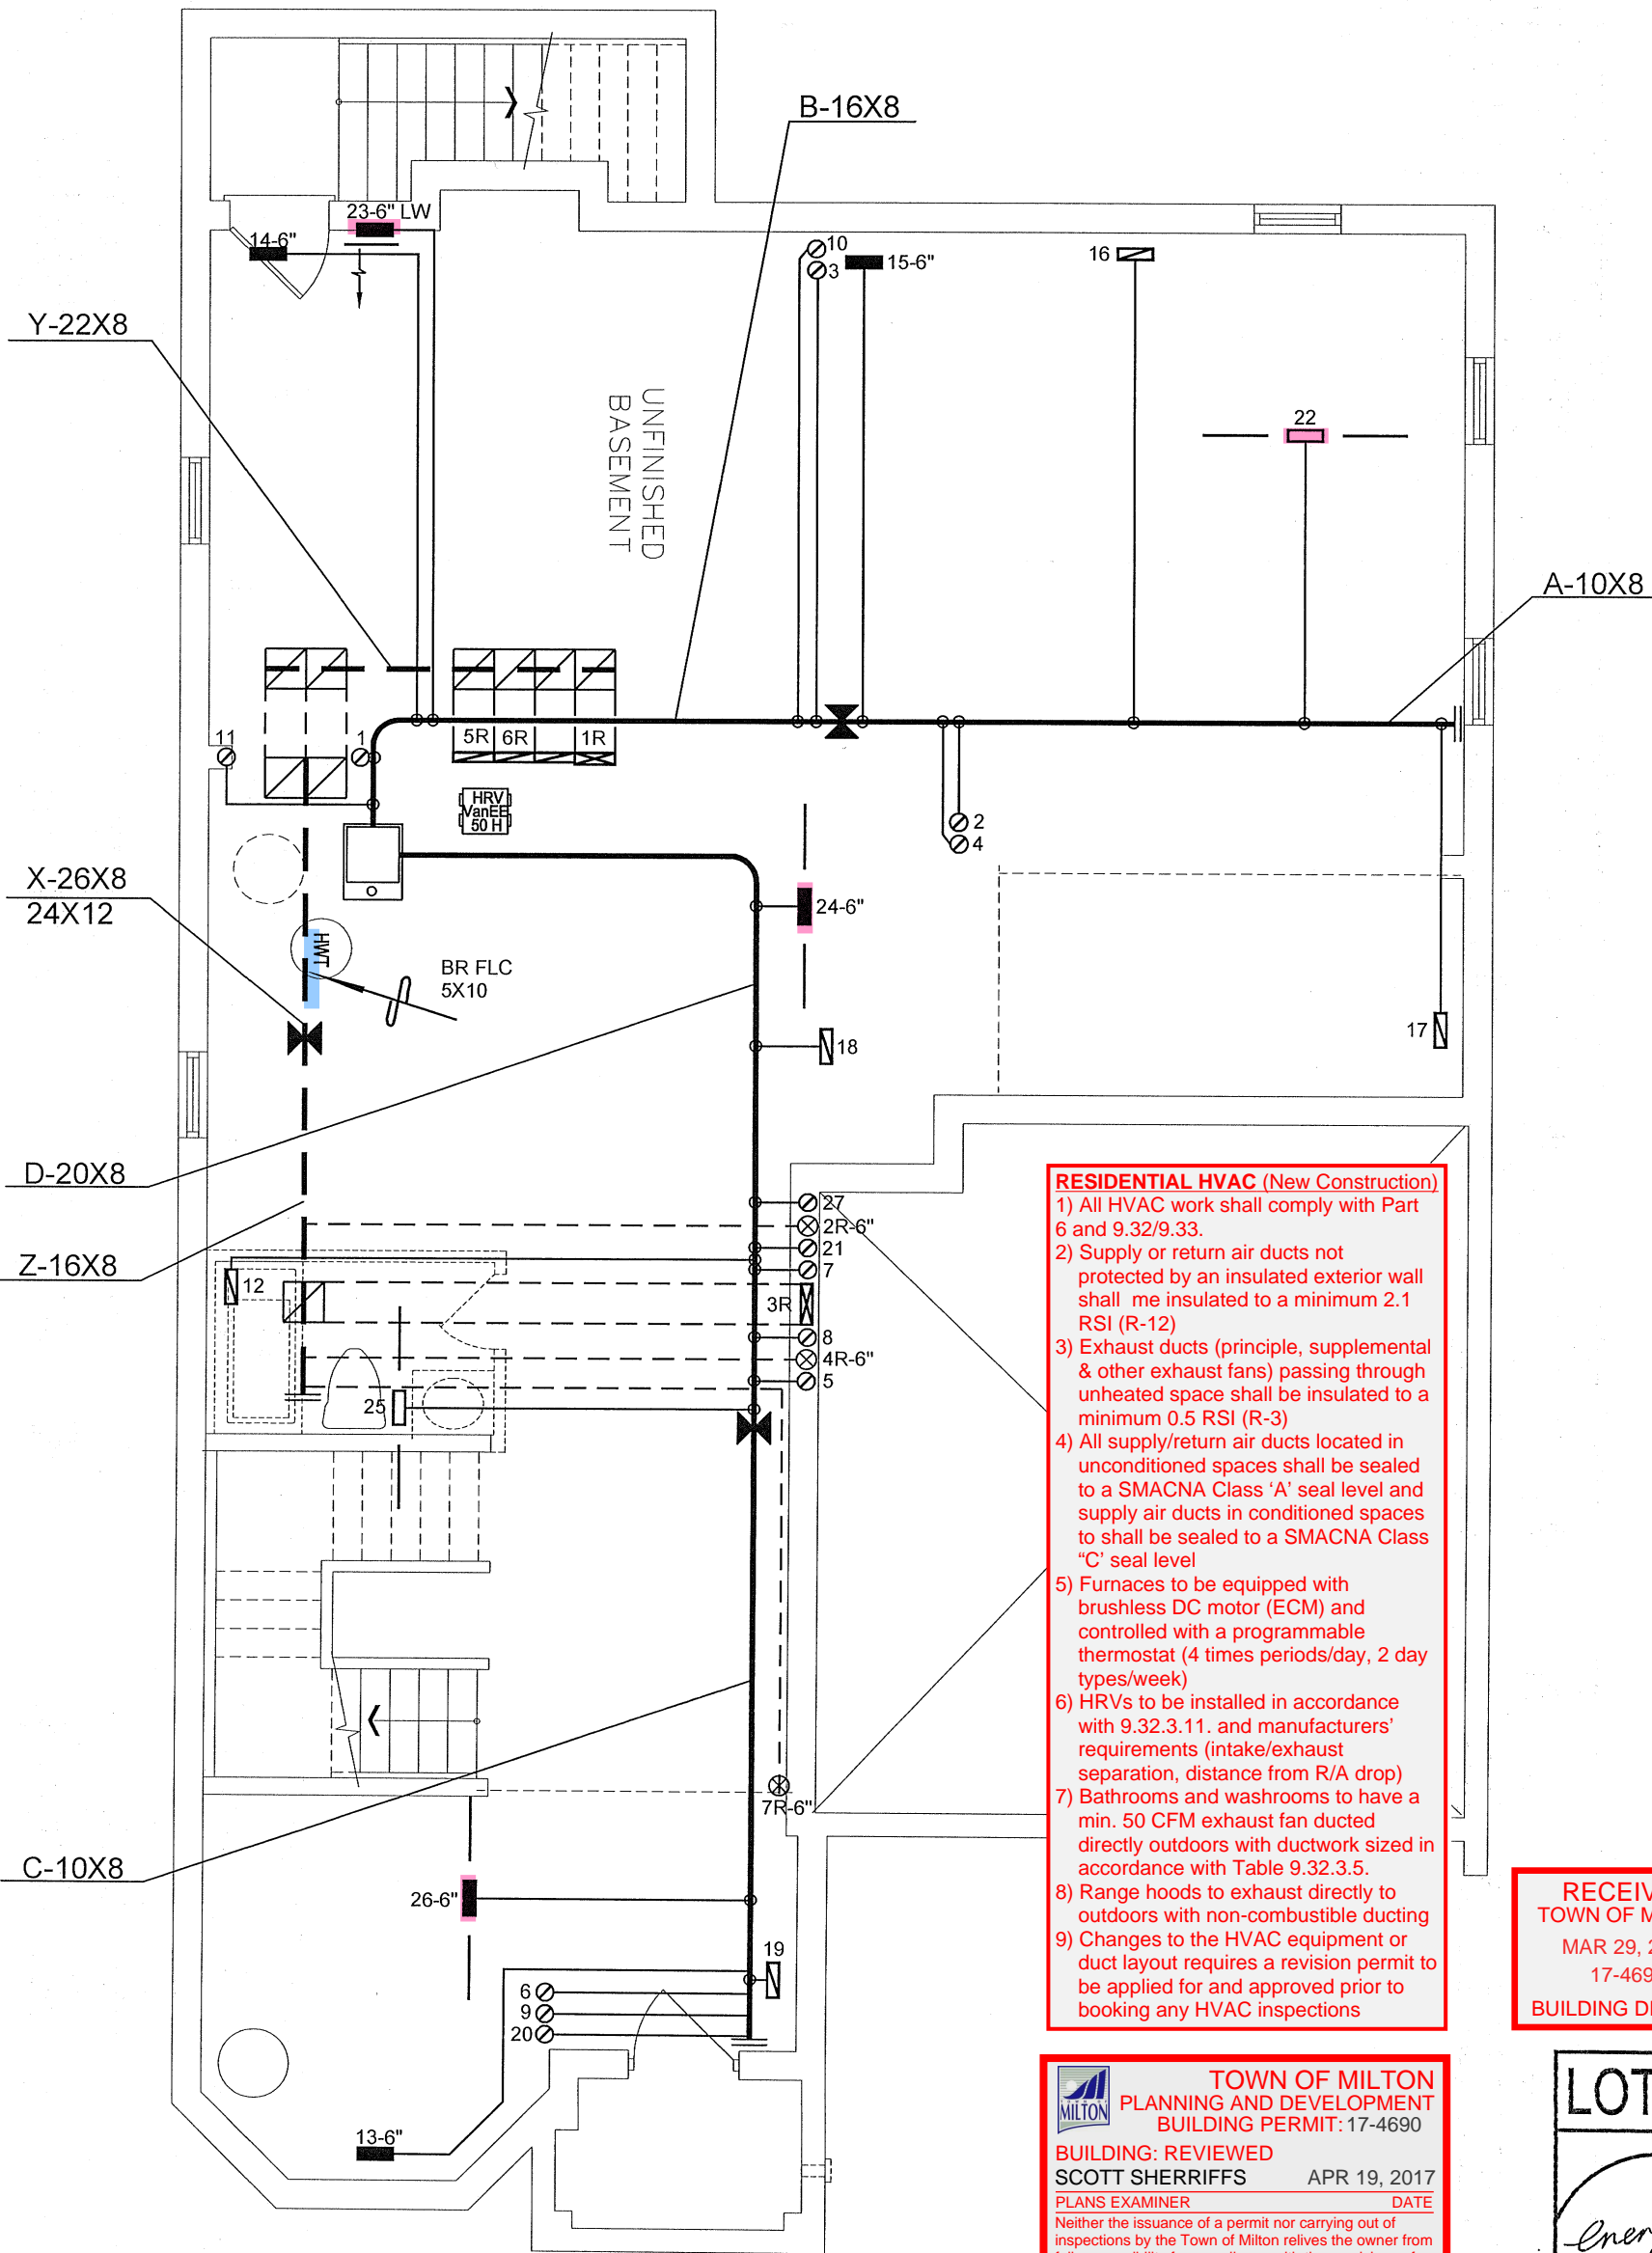 B-16X8
23-6" LW
14-6"
10
3
15-6"
16
Y-22X8
UNFINISHED
BASEMENT
22
A-10X8
11
1
5R
6R
1R
HRV
VanEE
50 H
2
4
X-26X8
24X12
24-6"
HWT
BR FLC
5X10
18
17
D-20X8
27
2R-6"
21
7
Z-16X8
12
3R
8
4R-6"
5
25
7R-6"
C-10X8
26-6"
19
6
9
20
13-6"
RESIDENTIAL HVAC (New Construction)
1) All HVAC work shall comply with Part
6 and 9.32/9.33.
2) Supply or return air ducts not
protected by an insulated exterior wall
shall me insulated to a minimum 2.1
RSI (R-12)
3) Exhaust ducts (principle, supplemental
& other exhaust fans) passing through
unheated space shall be insulated to a
minimum 0.5 RSI (R-3)
4) All supply/return air ducts located in
unconditioned spaces shall be sealed
to a SMACNA Class ‘A’ seal level and
supply air ducts in conditioned spaces
to shall be sealed to a SMACNA Class
“C’ seal level
5) Furnaces to be equipped with
brushless DC motor (ECM) and
controlled with a programmable
thermostat (4 times periods/day, 2 day
types/week)
6) HRVs to be installed in accordance
with 9.32.3.11. and manufacturers’
requirements (intake/exhaust
separation, distance from R/A drop)
7) Bathrooms and washrooms to have a
min. 50 CFM exhaust fan ducted
directly outdoors with ductwork sized in
accordance with Table 9.32.3.5.
8) Range hoods to exhaust directly to
outdoors with non-combustible ducting
9) Changes to the HVAC equipment or
duct layout requires a revision permit to
be applied for and approved prior to
booking any HVAC inspections
RECEIV
TOWN OF M
MAR 29, 2
17-469
BUILDING D
LOT
MILTON
TOWN OF MILTON
PLANNING AND DEVELOPMENT
BUILDING PERMIT: 17-4690
BUILDING: REVIEWED
SCOTT SHERRIFFS APR 19, 2017
PLANS EXAMINER DATE
Neither the issuance of a permit nor carrying out of
inspections by the Town of Milton relives the owner from